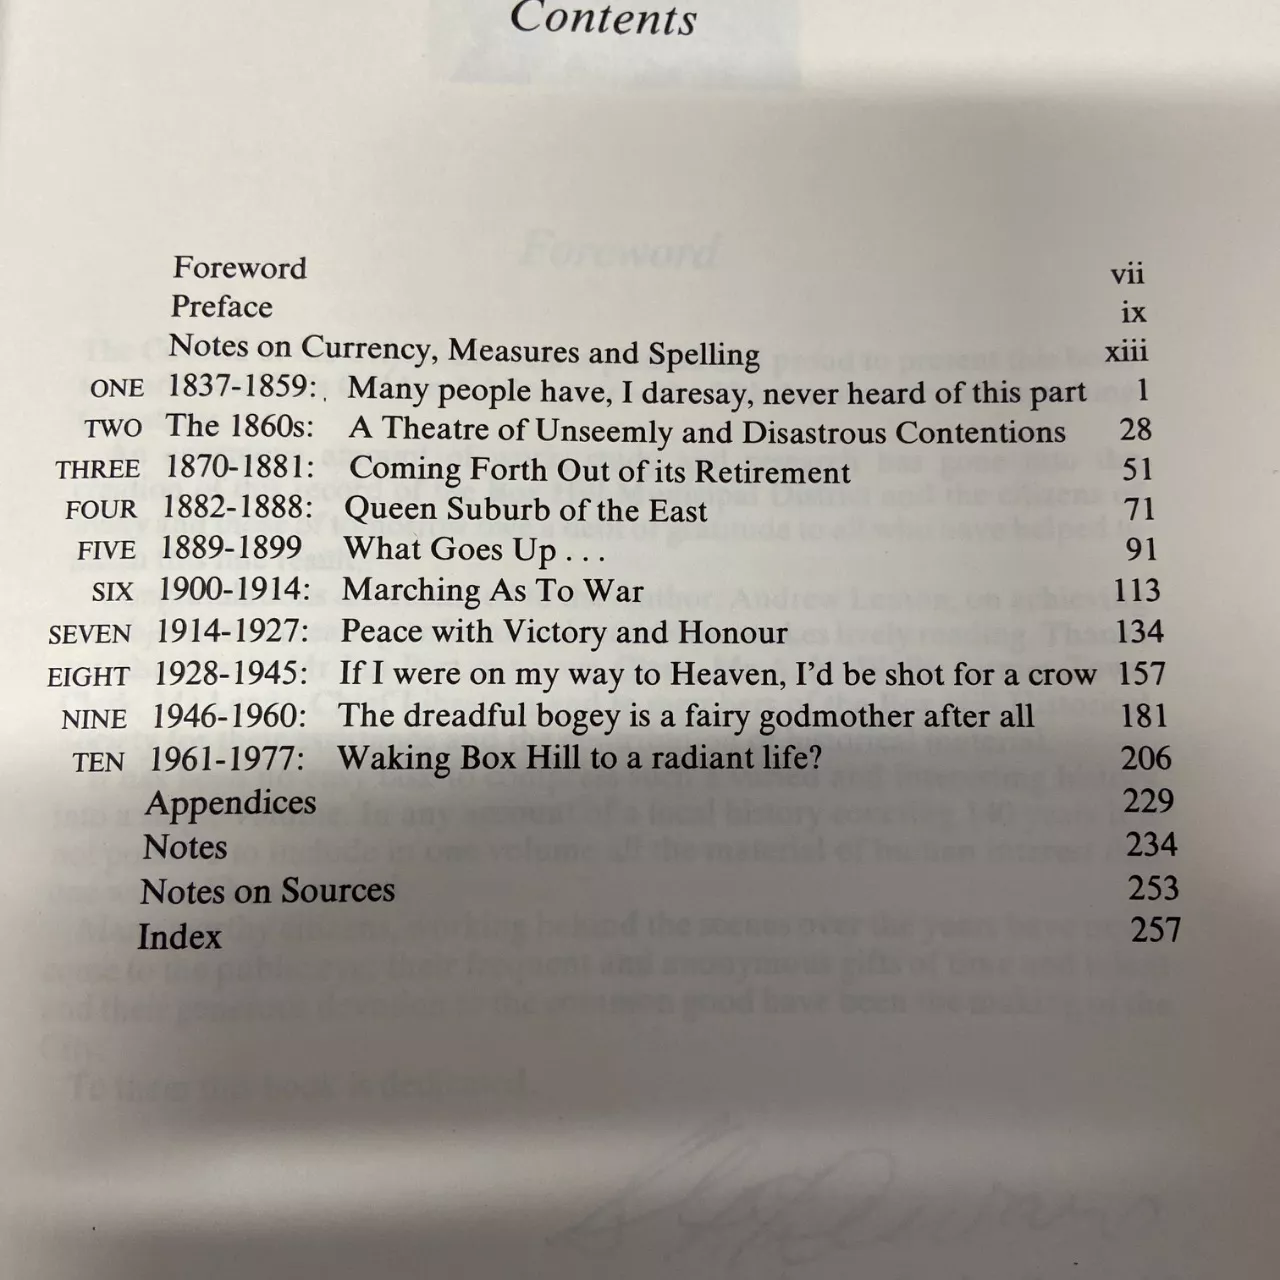 Contents
Foreword vii
Preface ix
Notes on Currency, Measures and Spelling xiii
ONE 1837-1859: Many people have, I daresay, never heard of this part 1
TWO The 1860s: A Theatre of Unseemly and Disastrous Contentions 28
THREE 1870-1881: Coming Forth Out of its Retirement 51
FOUR 1882-1888: Queen Suburb of the East 71
FIVE 1889-1899 What Goes Up . . . 91
SIX 1900-1914: Marching As To War 113
SEVEN 1914-1927: Peace with Victory and Honour 134
EIGHT 1928-1945: If I were on my way to Heaven, I'd be shot for a crow 157
NINE 1946-1960: The dreadful bogey is a fairy godmother after all 181
TEN 1961-1977: Waking Box Hill to a radiant life? 206
Appendices 229
Notes 234
Notes on Sources 253
Index 257